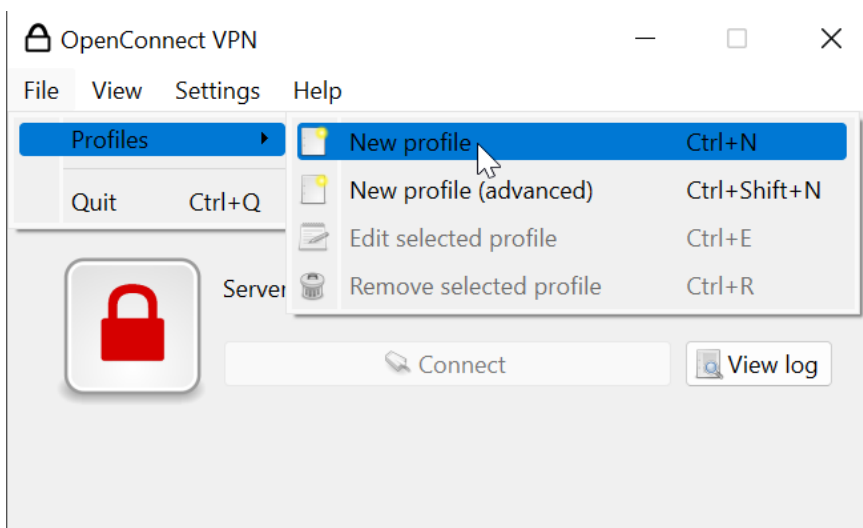 OpenConnect VPN
File View Settings Help
Profiles
New profile Ctrl+N
New profile (advanced) Ctrl+Shift+N
Quit Ctrl+Q
Edit selected profile Ctrl+E
Server
Remove selected profile Ctrl+R
Connect View log